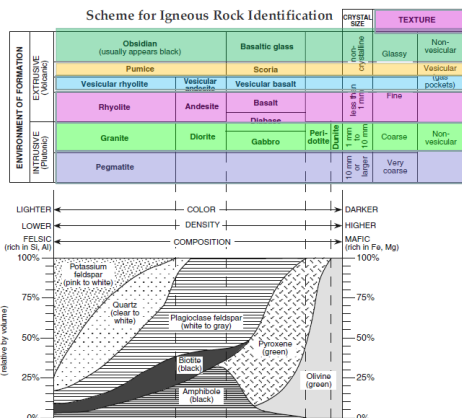 Scheme for Igneous Rock Identification
CRYSTAL SIZE
TEXTURE
ENVIRONMENT OF FORMATION
EXTRUSIVE (Volcanic)
Obsidian
(usually appears black)
Basaltic glass
non-crystalline
Glassy
Non-vesicular
Pumice
Scoria
Vesicular
(gas pockets)
Vesicular rhyolite
Vesicular andesite
Vesicular basalt
Rhyolite
Andesite
Basalt
Diabase
less than 1 mm
Fine
INTRUSIVE (Plutonic)
Granite
Diorite
Gabbro
Peri-dotite
Dunite
1 mm to 10 mm
Coarse
Non-vesicular
Pegmatite
10 mm or larger
Very coarse
LIGHTER
COLOR
DARKER
LOWER
DENSITY
HIGHER
FELSIC
(rich in Si, Al)
COMPOSITION
MAFIC
(rich in Fe, Mg)
100%
100%
Potassium
feldspar
(pink to white)
75%
75%
Quartz
(clear to
white)
Plagioclase feldspar
(white to gray)
50%
50%
Pyroxene
(green)
Biotite
(black)
25%
25%
Olivine
(green)
Amphibole
(black)
0%
0%
(relative by volume)